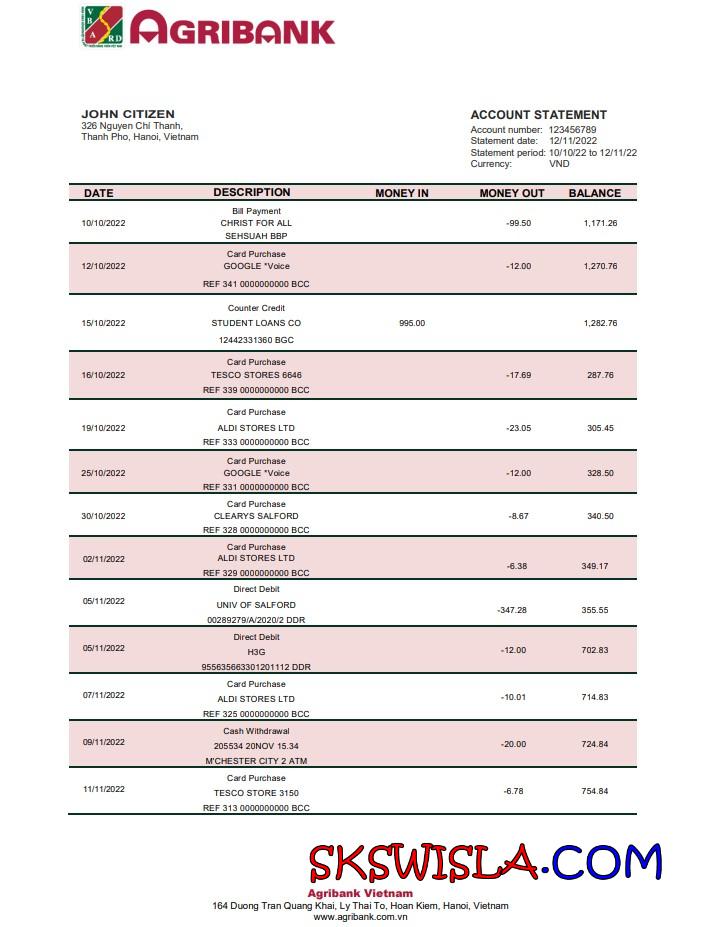 VBARD
AGRIBANK
JOHN CITIZEN
326 Nguyen Chí Thanh,
Thanh Pho, Hanoi, Vietnam
ACCOUNT STATEMENT
Account number: 123456789
Statement date: 12/11/2022
Statement period: 10/10/22 to 12/11/22
Currency: VND
DATE DESCRIPTION MONEY IN MONEY OUT BALANCE
Bill Payment
10/10/2022 CHRIST FOR ALL -99.50 1,171.26
SEHSUAH BBP
Card Purchase
12/10/2022 GOOGLE *Voice -12.00 1,270.76
REF 341 0000000000 BCC
Counter Credit
15/10/2022 STUDENT LOANS CO 995.00 1,282.76
12442331360 BGC
Card Purchase
16/10/2022 TESCO STORES 6646 -17.69 287.76
REF 339 0000000000 BCC
Card Purchase
19/10/2022 ALDI STORES LTD -23.05 305.45
REF 333 0000000000 BCC
Card Purchase
25/10/2022 GOOGLE *Voice -12.00 328.50
REF 331 0000000000 BCC
Card Purchase
30/10/2022 CLEARYS SALFORD -8.67 340.50
REF 328 0000000000 BCC
Card Purchase
02/11/2022 ALDI STORES LTD -6.38 349.17
REF 329 0000000000 BCC
Direct Debit
05/11/2022 UNIV OF SALFORD -347.28 355.55
00289279/A/2020/2 DDR
Direct Debit
05/11/2022 H3G -12.00 702.83
955635663301201112 DDR
Card Purchase
07/11/2022 ALDI STORES LTD -10.01 714.83
REF 325 0000000000 BCC
Cash Withdrawal
09/11/2022 205534 20NOV 15.34 -20.00 724.84
M'CHESTER CITY 2 ATM
Card Purchase
11/11/2022 TESCO STORE 3150 -6.78 754.84
REF 313 0000000000 BCC
SKSWISLA.COM
Agribank Vietnam
164 Duong Tran Quang Khai, Ly Thai To, Hoan Kiem, Hanoi, Vietnam
www.agribank.com.vn